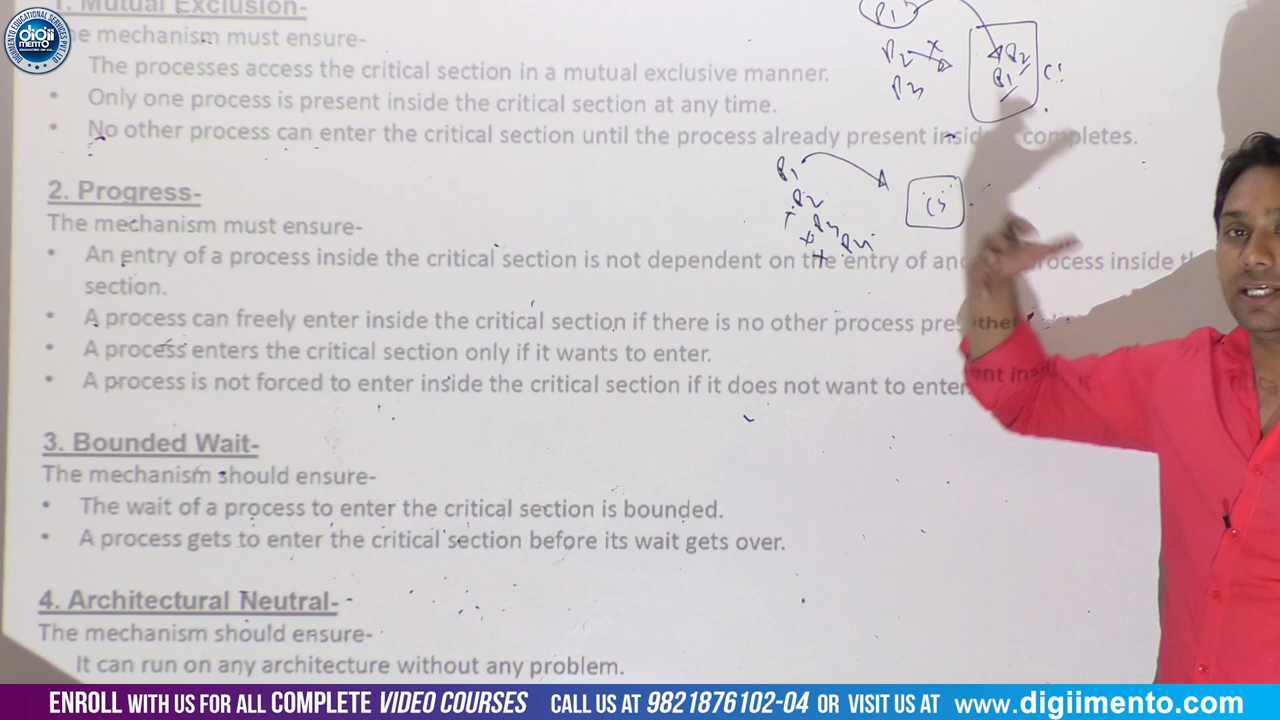 1. Mutual Exclusion-
digii
MENTO
DIGIIMENTO EDUCATIONAL SERVICES PVT LTD
The mechanism must ensure-
The processes access the critical section in a mutual exclusive manner.
• Only one process is present inside the critical section at any time.
• No other process can enter the critical section until the process already present inside completes.
P1
P2
P3
P2
P1
CS
2. Progress-
The mechanism must ensure-
• An entry of a process inside the critical section is not dependent on the entry of process inside
section.
• A process can freely enter inside the critical section if there is no other process
• A process enters the critical section only if it wants to enter.
• A process is not forced to enter inside the critical section if it does not want to enter
P1
P2
P3
P4
CS
3. Bounded Wait-
The mechanism should ensure-
• The wait of a process to enter the critical section is bounded.
• A process gets to enter the critical section before its wait gets over.
4. Architectural Neutral-
The mechanism should ensure-
It can run on any architecture without any problem.
ENROLL WITH US FOR ALL COMPLETE VIDEO COURSES CALL US AT 9821876102-04 OR VISIT US AT www.digiimento.com